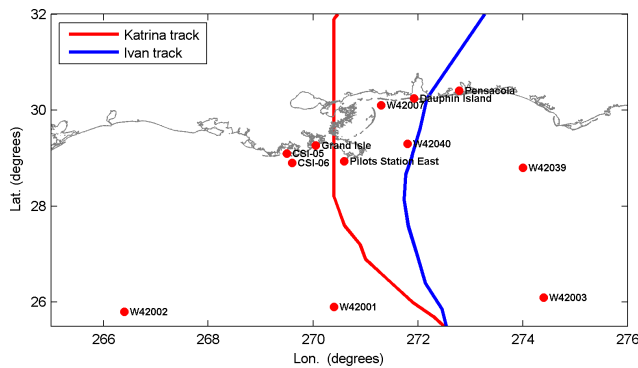 32
Katrina track
Ivan track
Pensacola
Dauphin Island
W42007
30
Grand Isle
W42040
CSI-05
Pilots Station East
CSI-06
W42039
28
Lat. (degrees)
W42003
26
W42001
W42002
266 268 270 272 274 276
Lon. (degrees)